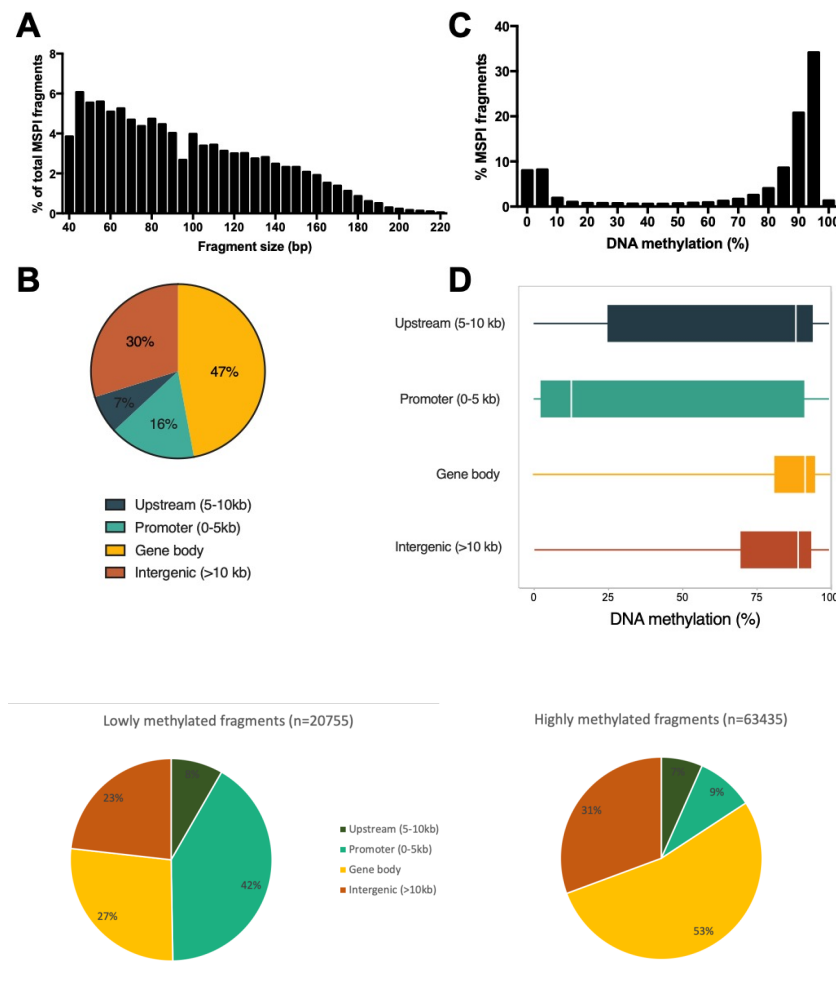 A
% of total MSPI fragments
8
6
4
2
0
40 60 80 100 120 140 160 180 200 220
Fragment size (bp)
C
% MSPI fragments
40
30
20
10
0
0 10 20 30 40 50 60 70 80 90 100
DNA methylation (%)
B
30%
47%
7%
16%
Upstream (5-10kb)
Promoter (0-5kb)
Gene body
Intergenic (>10 kb)
D
Upstream (5-10 kb)
Promoter (0-5 kb)
Gene body
Intergenic (>10 kb)
0 25 50 75 100
DNA methylation (%)
Lowly methylated fragments (n=20755)
8%
23%
42%
27%
Upstream (5-10kb)
Promoter (0-5kb)
Gene body
Intergenic (>10kb)
Highly methylated fragments (n=63435)
7%
9%
31%
53%